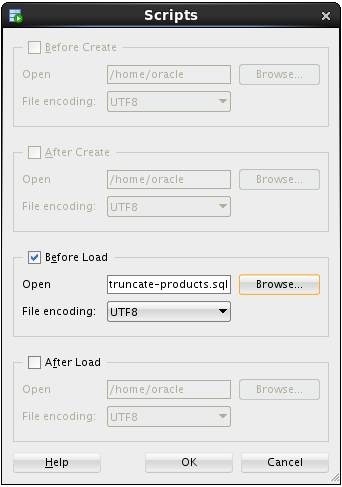 Scripts
Before Create
Open /home/oracle Browse...
File encoding: UTF8
After Create
Open /home/oracle Browse...
File encoding: UTF8
Before Load
Open truncate-products.sql Browse...
File encoding: UTF8
After Load
Open /home/oracle Browse...
File encoding: UTF8
Help OK Cancel